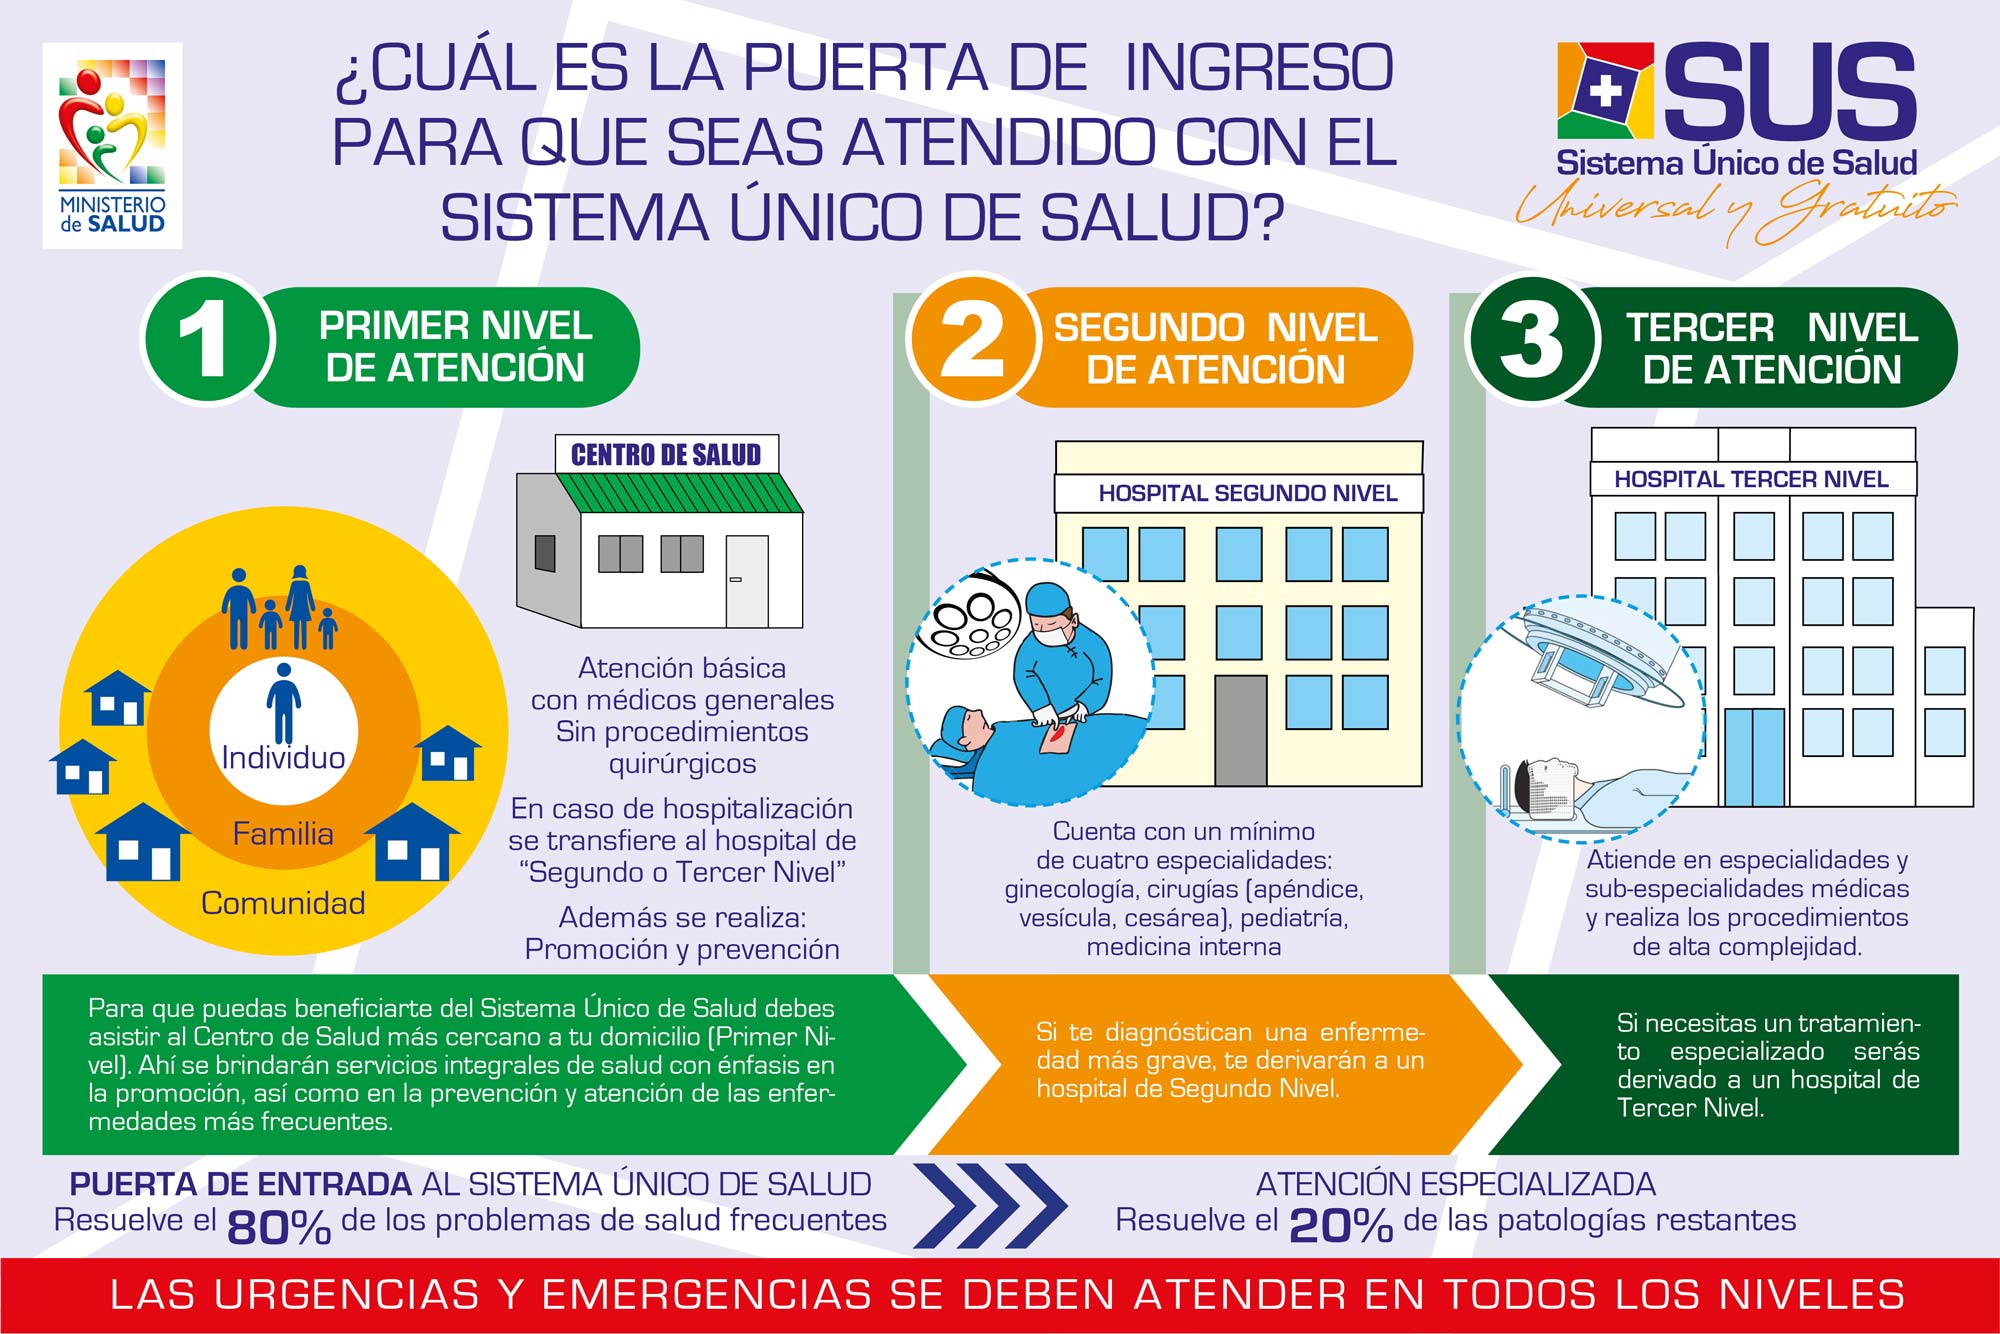 MINISTERIO
de SALUD
¿CUÁL ES LA PUERTA DE INGRESO
PARA QUE SEAS ATENDIDO CON EL
SISTEMA ÚNICO DE SALUD?
SUS
Sistema Único de Salud
Universal y Gratuito
1
PRIMER NIVEL
DE ATENCIÓN
CENTRO DE SALUD
Individuo
Familia
Comunidad
Atención básica
con médicos generales
Sin procedimientos
quirúrgicos
En caso de hospitalización
se transfiere al hospital de
“Segundo o Tercer Nivel”
Además se realiza:
Promoción y prevención
2
SEGUNDO NIVEL
DE ATENCIÓN
HOSPITAL SEGUNDO NIVEL
Cuenta con un mínimo
de cuatro especialidades:
ginecología, cirugías (apéndice,
vesícula, cesárea), pediatría,
medicina interna
3
TERCER NIVEL
DE ATENCIÓN
HOSPITAL TERCER NIVEL
Atiende en especialidades y
sub-especialidades médicas
y realiza los procedimientos
de alta complejidad.
Para que puedas beneficiarte del Sistema Único de Salud debes
asistir al Centro de Salud más cercano a tu domicilio (Primer Ni-
vel). Ahí se brindarán servicios integrales de salud con énfasis en
la promoción, así como en la prevención y atención de las enfer-
medades más frecuentes.
Si te diagnóstican una enferme-
dad más grave, te derivarán a un
hospital de Segundo Nivel.
Si necesitas un tratamien-
to especializado serás
derivado a un hospital de
Tercer Nivel.
PUERTA DE ENTRADA AL SISTEMA ÚNICO DE SALUD
Resuelve el 80% de los problemas de salud frecuentes
ATENCIÓN ESPECIALIZADA
Resuelve el 20% de las patologías restantes
LAS URGENCIAS Y EMERGENCIAS SE DEBEN ATENDER EN TODOS LOS NIVELES